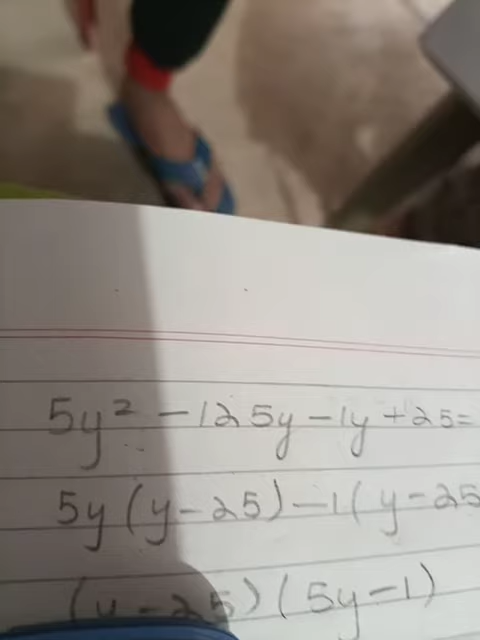 5y² - 125y - 1y + 25 =
5y (y - 25) - 1 ( y - 25
(y - 25) (5y - 1)